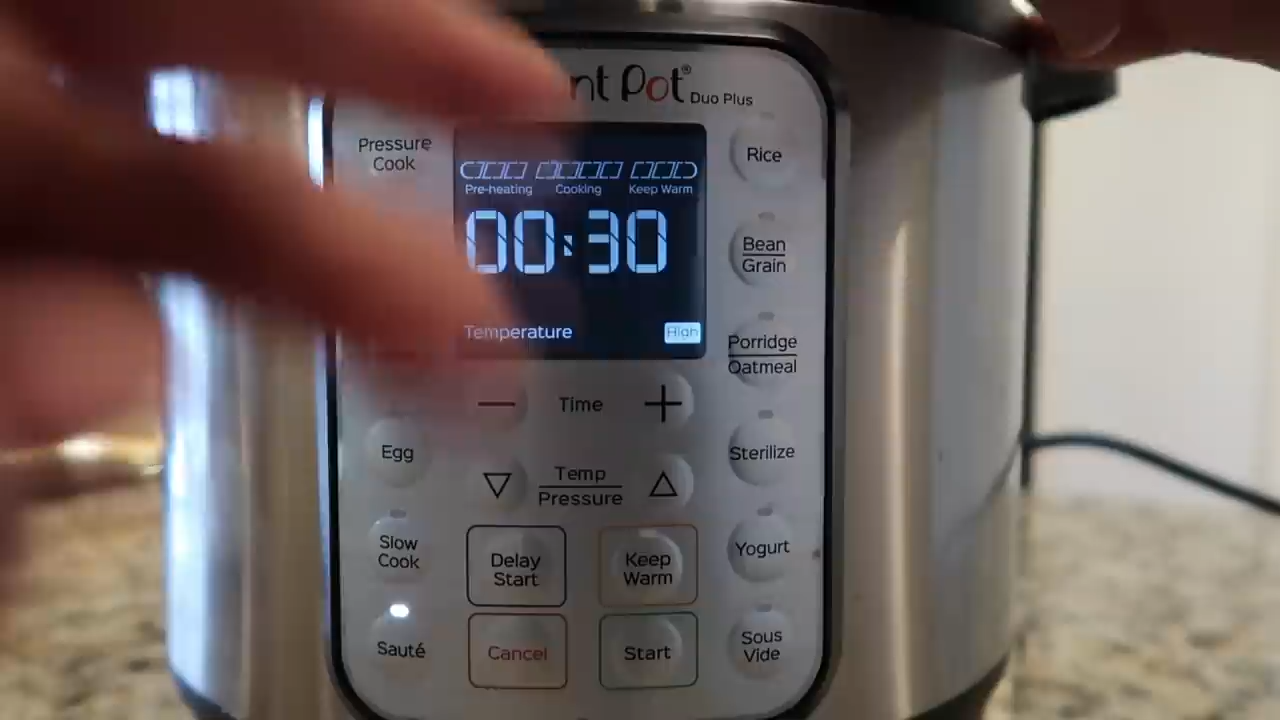 nt Pot® Duo Plus
Pressure
Cook
Pre-heating Cooking Keep Warm
00:30
Temperature High
Rice
Bean
Grain
Porridge
Oatmeal
Time
Egg
Temp
Pressure
Sterilize
Slow
Cook
Delay
Start
Keep
Warm
Yogurt
Sauté
Cancel
Start
Sous
Vide